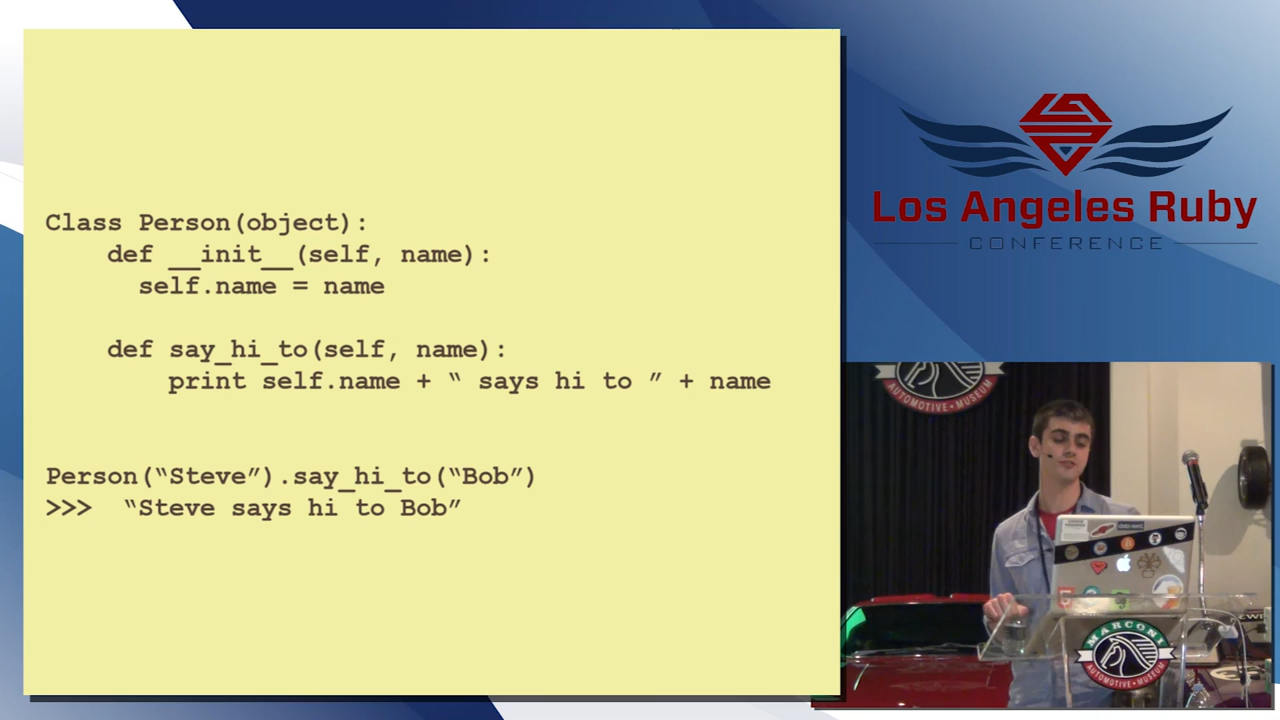 Class Person(object):
    def __init__(self, name):
      self.name = name
    def say_hi_to(self, name):
        print self.name + “ says hi to ” + name
Person(“Steve”).say_hi_to(“Bob”)
>>>  “Steve says hi to Bob”
Los Angeles Ruby
CONFERENCE
AUTOMOTIVE • MUSEUM
MARCONI
AUTOMOTIVE • MUSEUM